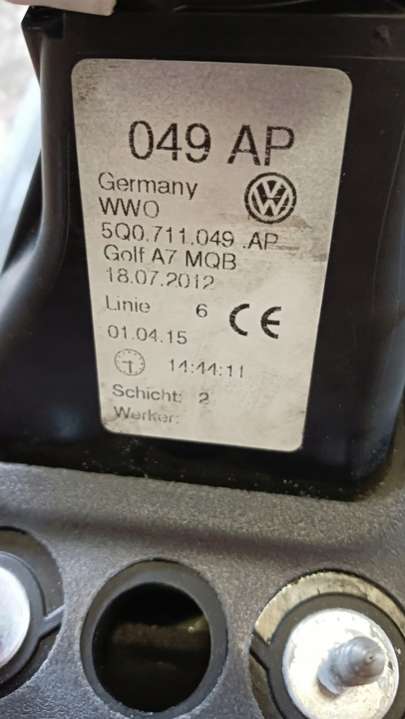 049 AP
Germany
WWO
5Q0.711.049 .AP
Golf A7 MQB
18.07.2012
Linie 6
CE
01.04.15
14:44:11
Schicht: 2
Werker: